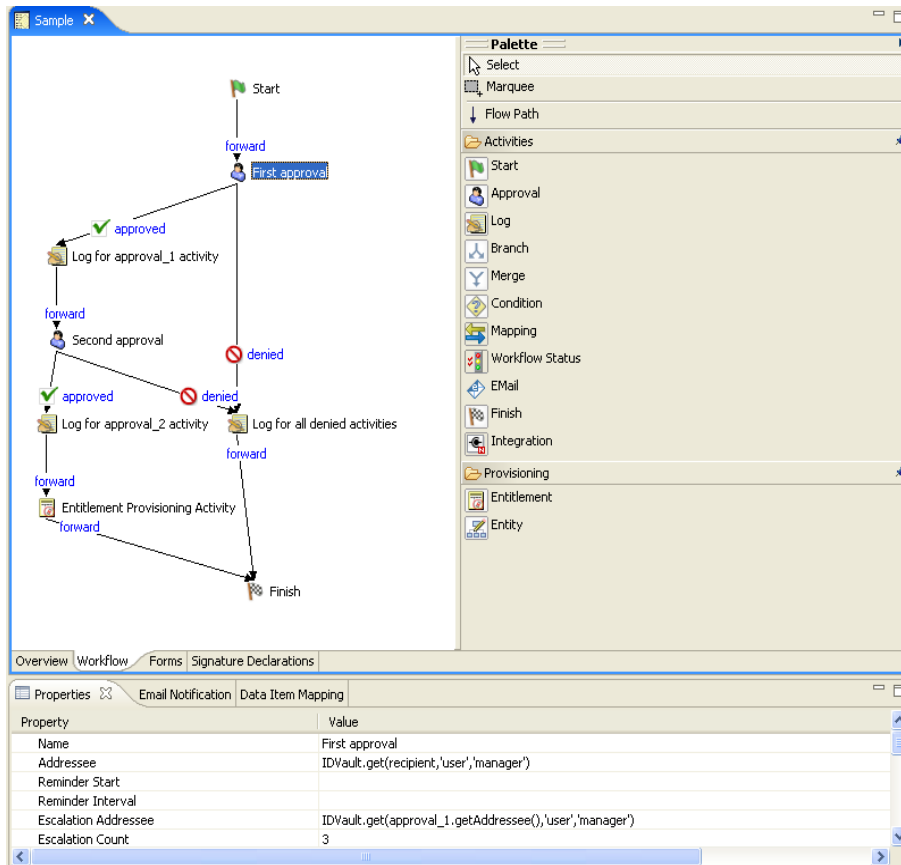 Sample
Palette
Select
Marquee
Flow Path
Activities
Start
Approval
Log
Branch
Merge
Condition
Mapping
Workflow Status
EMail
Finish
Integration
Provisioning
Entitlement
Entity
Start
forward
First approval
approved
Log for approval_1 activity
forward
Second approval
denied
approved
denied
Log for approval_2 activity
Log for all denied activities
forward
forward
Entitlement Provisioning Activity
forward
Finish
Overview Workflow Forms Signature Declarations
Properties Email Notification Data Item Mapping
Property Value
Name First approval
Addressee IDVault.get(recipient,'user','manager')
Reminder Start
Reminder Interval
Escalation Addressee IDVault.get(approval_1.getAddressee(),'user','manager')
Escalation Count 3